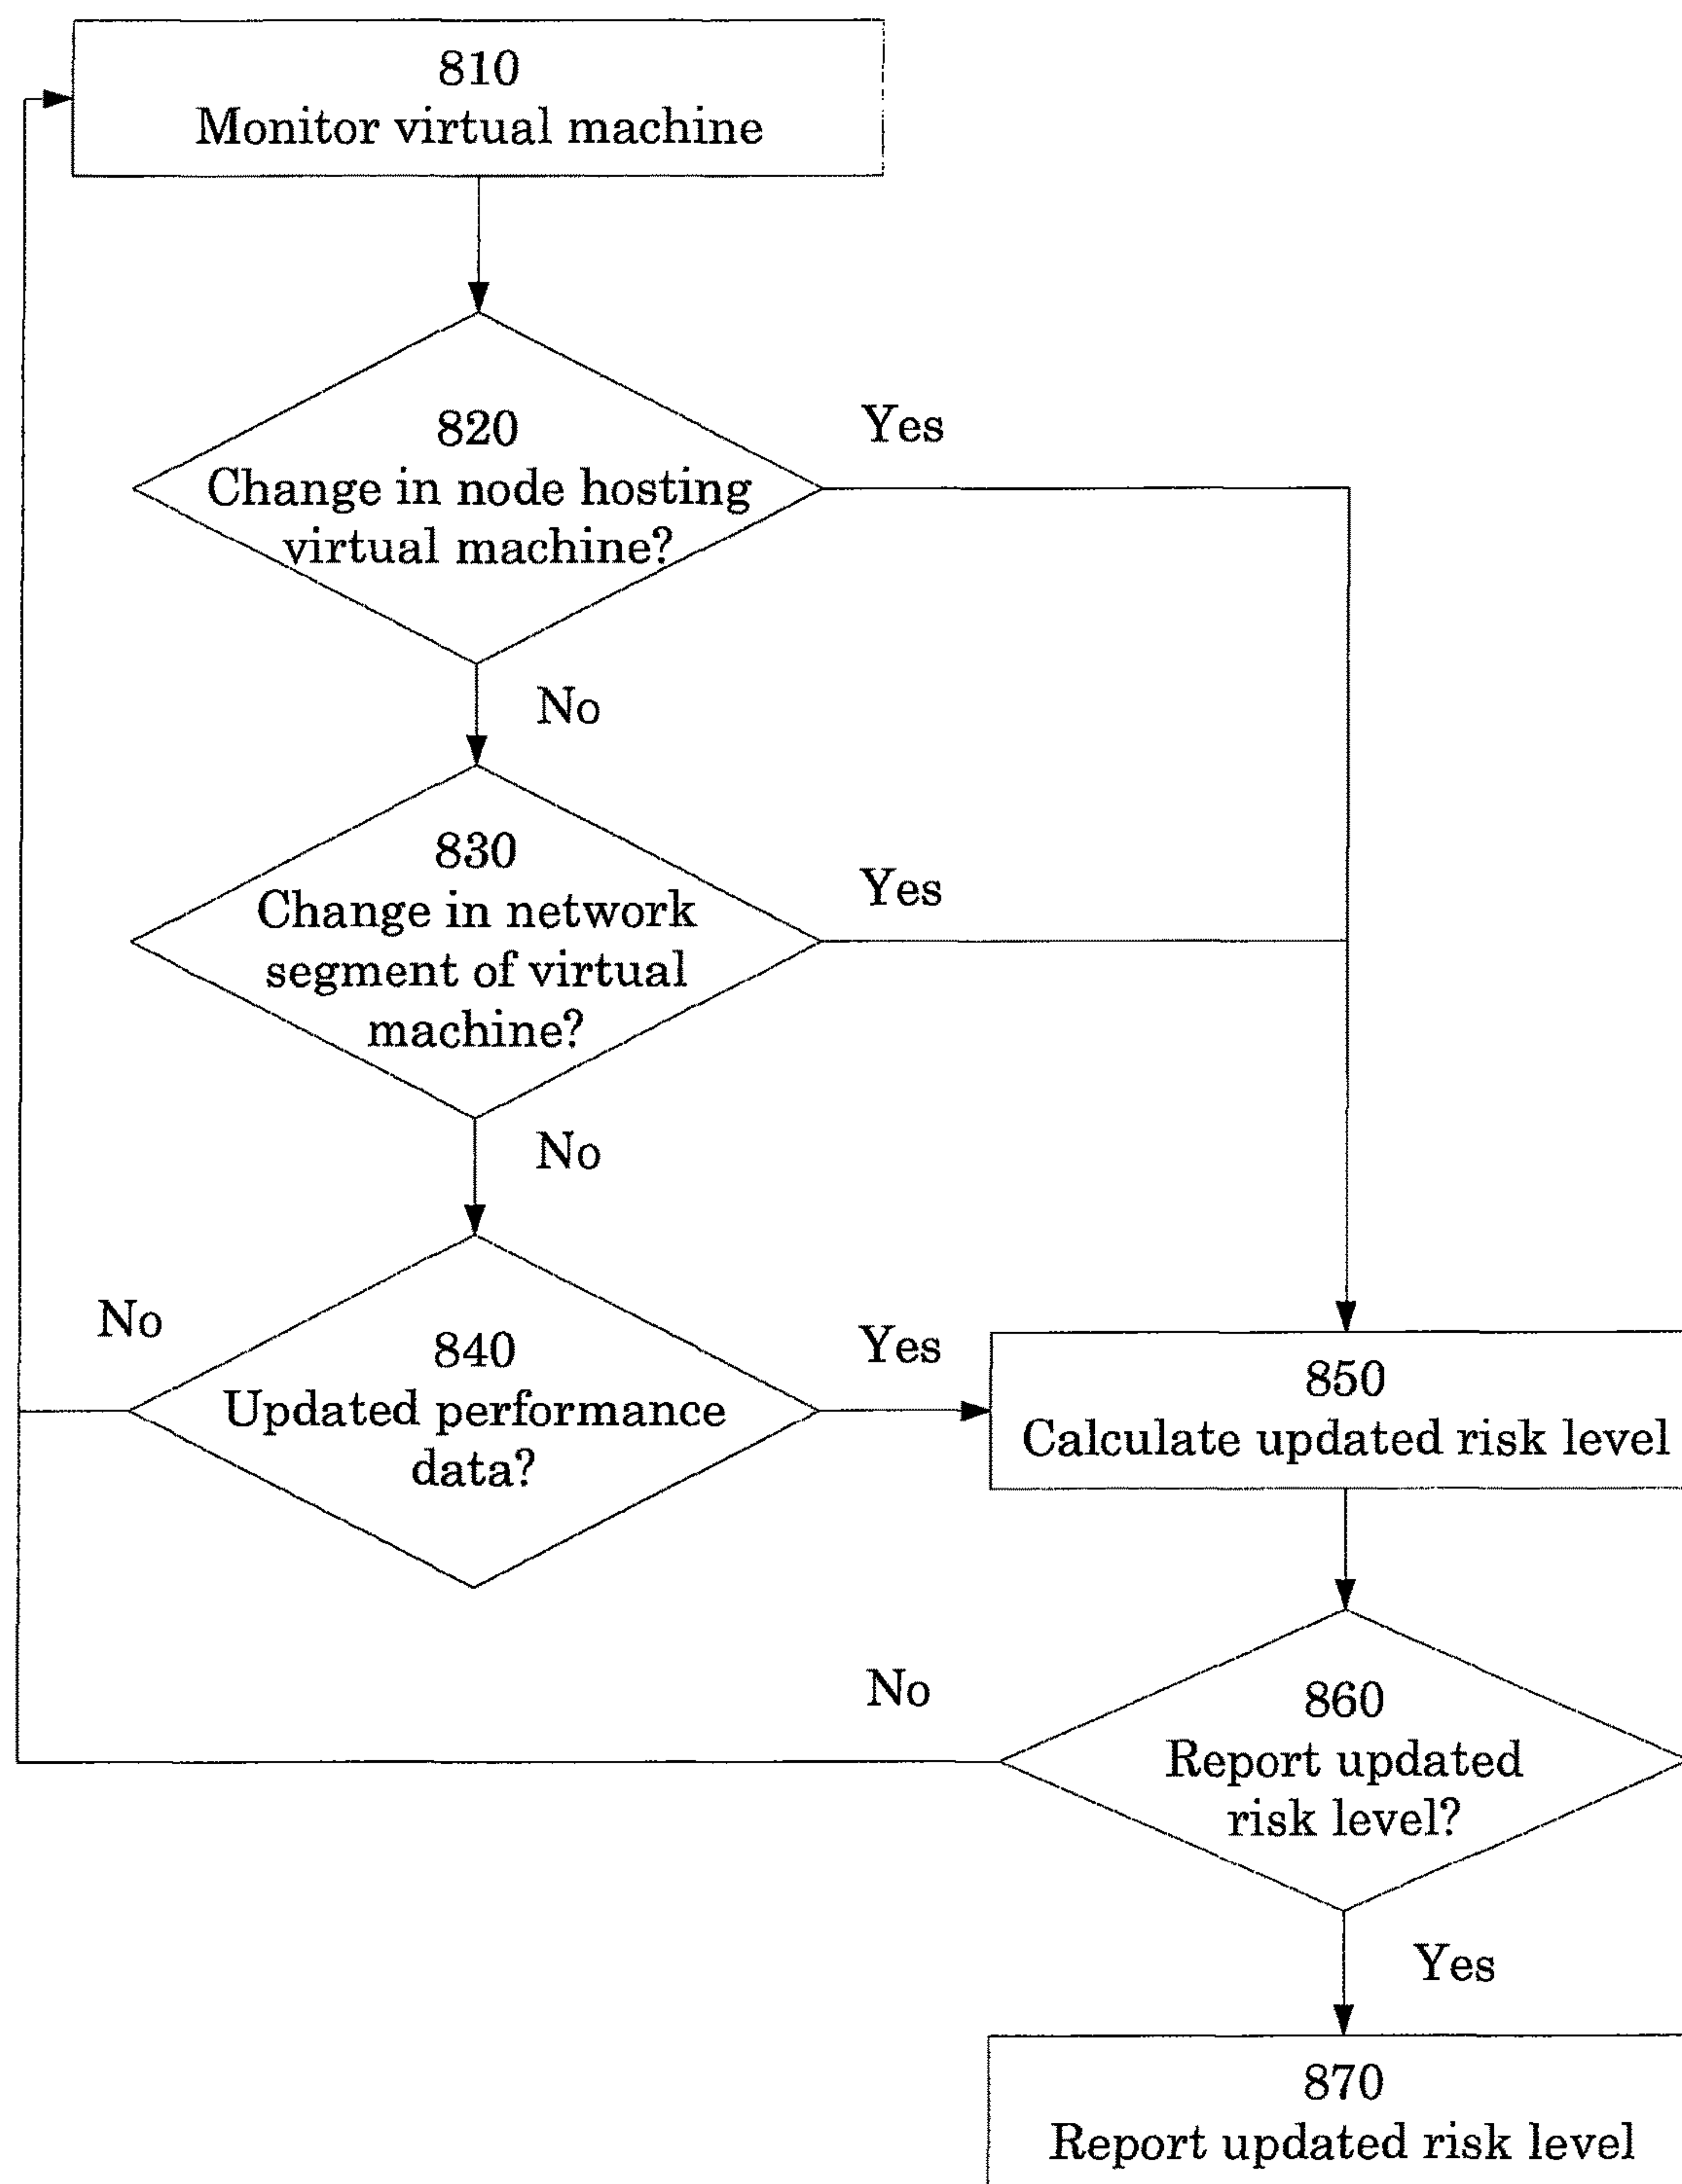 810
Monitor virtual machine
820
Change in node hosting
virtual machine?
Yes
No
830
Change in network
segment of virtual
machine?
Yes
No
840
Updated performance
data?
No
Yes
850
Calculate updated risk level
860
Report updated
risk level?
No
Yes
870
Report updated risk level